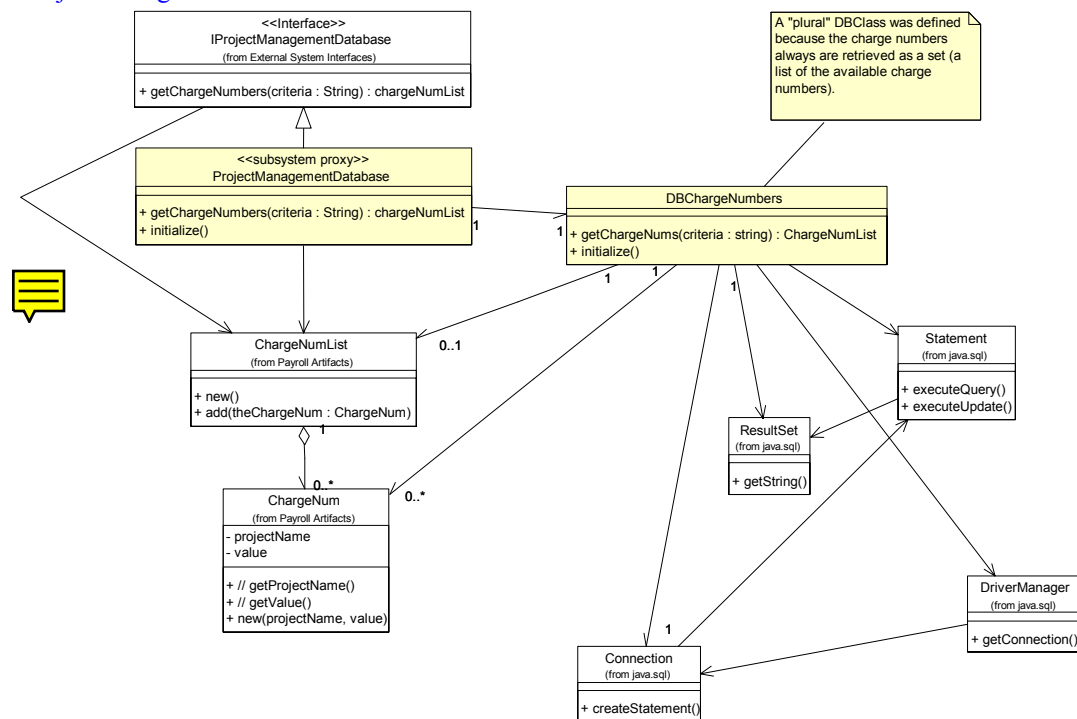 <<Interface>>
IProjectManagementDatabase
(from External System Interfaces)
+ getChargeNumbers(criteria : String) : chargeNumList
A "plural" DBClass was defined
because the charge numbers
always are retrieved as a set (a
list of the available charge
numbers).
<<subsystem proxy>>
ProjectManagementDatabase
+ getChargeNumbers(criteria : String) : chargeNumList
+ initialize()
1
1
DBChargeNumbers
+ getChargeNums(criteria : string) : ChargeNumList
+ initialize()
1
1
1
0..1
ChargeNumList
(from Payroll Artifacts)
+ new()
+ add(theChargeNum : ChargeNum)
1
0..*
0..*
ChargeNum
(from Payroll Artifacts)
- projectName
- value
+ // getProjectName()
+ // getValue()
+ new(projectName, value)
Statement
(from java.sql)
+ executeQuery()
+ executeUpdate()
ResultSet
(from java.sql)
+ getString()
DriverManager
(from java.sql)
+ getConnection()
1
Connection
(from java.sql)
+ createStatement()